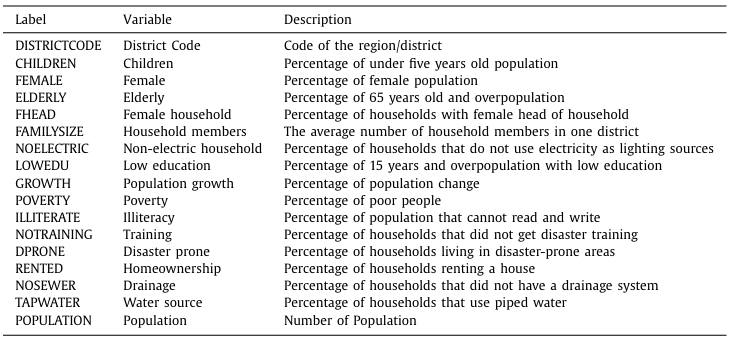 Label Variable Description
DISTRICTCODE District Code Code of the region/district
CHILDREN Children Percentage of under five years old population
FEMALE Female Percentage of female population
ELDERLY Elderly Percentage of 65 years old and overpopulation
FHEAD Female household Percentage of households with female head of household
FAMILYSIZE Household members The average number of household members in one district
NOELECTRIC Non-electric household Percentage of households that do not use electricity as lighting sources
LOWEDU Low education Percentage of 15 years and overpopulation with low education
GROWTH Population growth Percentage of population change
POVERTY Poverty Percentage of poor people
ILLITERATE Illiteracy Percentage of population that cannot read and write
NOTRAINING Training Percentage of households that did not get disaster training
DPRONE Disaster prone Percentage of households living in disaster-prone areas
RENTED Homeownership Percentage of households renting a house
NOSEWER Drainage Percentage of households that did not have a drainage system
TAPWATER Water source Percentage of households that use piped water
POPULATION Population Number of Population